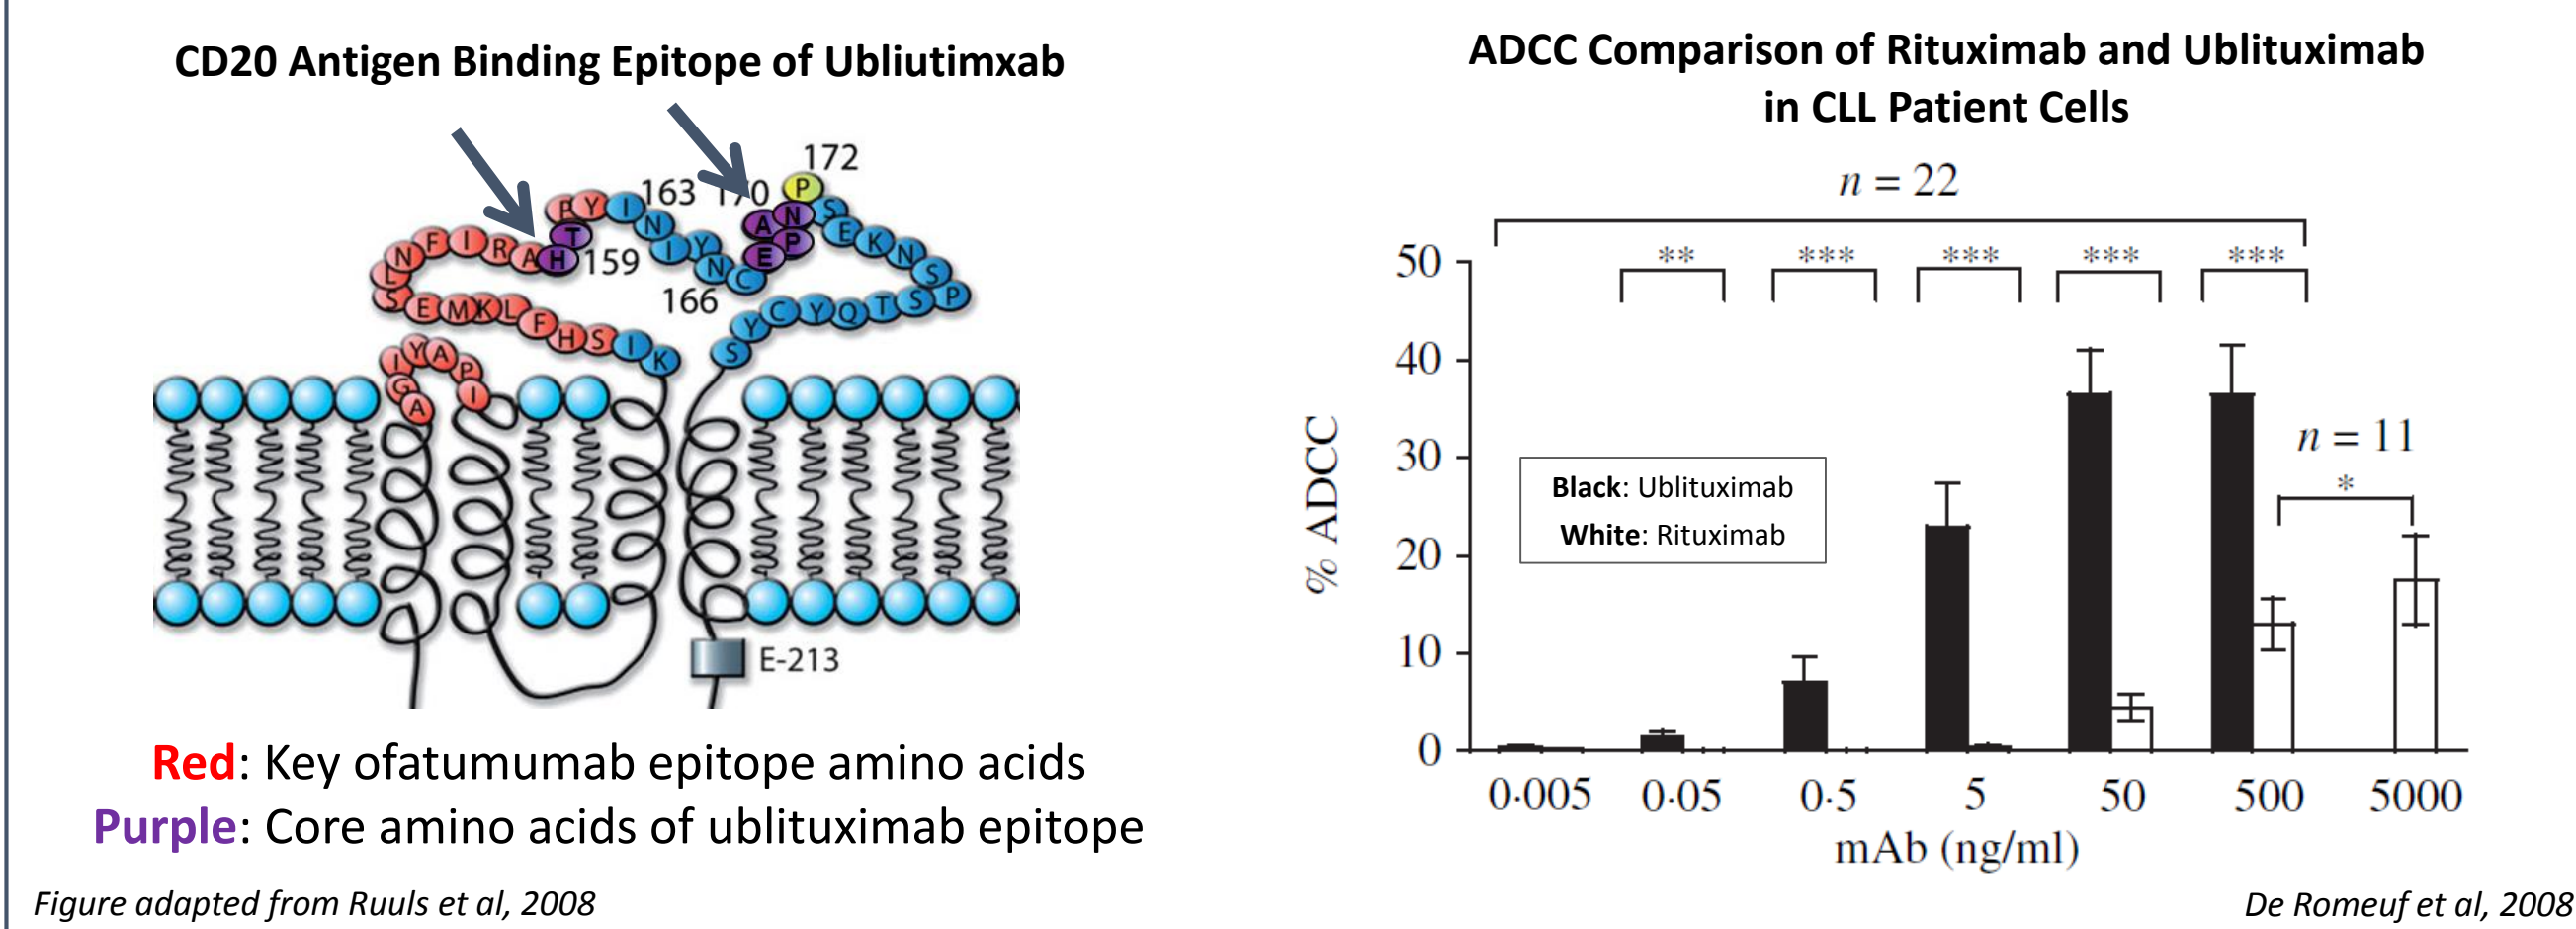 CD20 Antigen Binding Epitope of Ubliutimxab
172
163
170
P
P Y I
N
A N S
T
I Y
P E K N
N F I R A H 159
N C E
S
L
166
S E M K L F H S I K
S Y C Y Q T S P
I Y A P I
G A
E-213
Red: Key ofatumumab epitope amino acids
Purple: Core amino acids of ublituximab epitope
Figure adapted from Ruuls et al, 2008
ADCC Comparison of Rituximab and Ublituximab
in CLL Patient Cells
n = 22
** *** *** *** ***
50
40
30
20
10
0
% ADCC
n = 11
*
Black: Ublituximab
White: Rituximab
0·005 0·05 0·5 5 50 500 5000
mAb (ng/ml)
De Romeuf et al, 2008